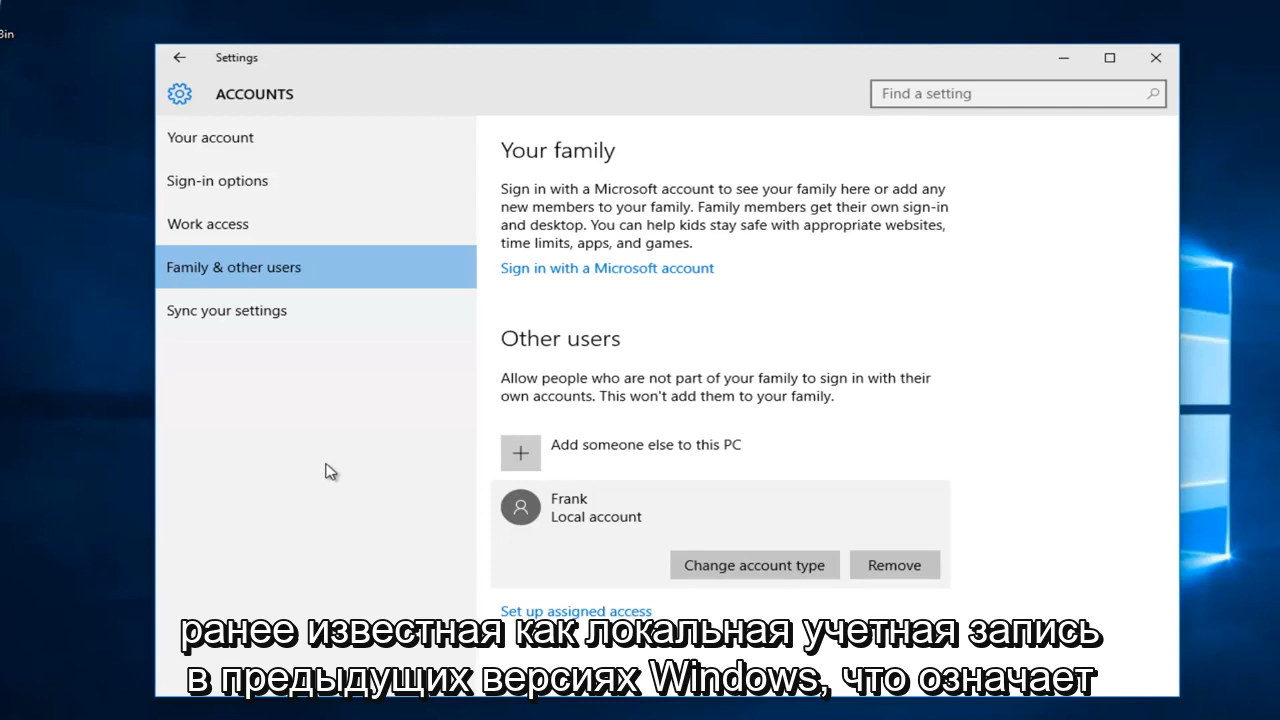 Bin
Settings
ACCOUNTS
Find a setting
Your account
Sign-in options
Work access
Family & other users
Sync your settings
Your family
Sign in with a Microsoft account to see your family here or add any
new members to your family. Family members get their own sign-in
and desktop. You can help kids stay safe with appropriate websites,
time limits, apps, and games.
Sign in with a Microsoft account
Other users
Allow people who are not part of your family to sign in with their
own accounts. This won't add them to your family.
Add someone else to this PC
Frank
Local account
Change account type
Remove
Set up assigned access
ранее известная как локальная учетная запись
в предыдущих версиях Windows, что означает